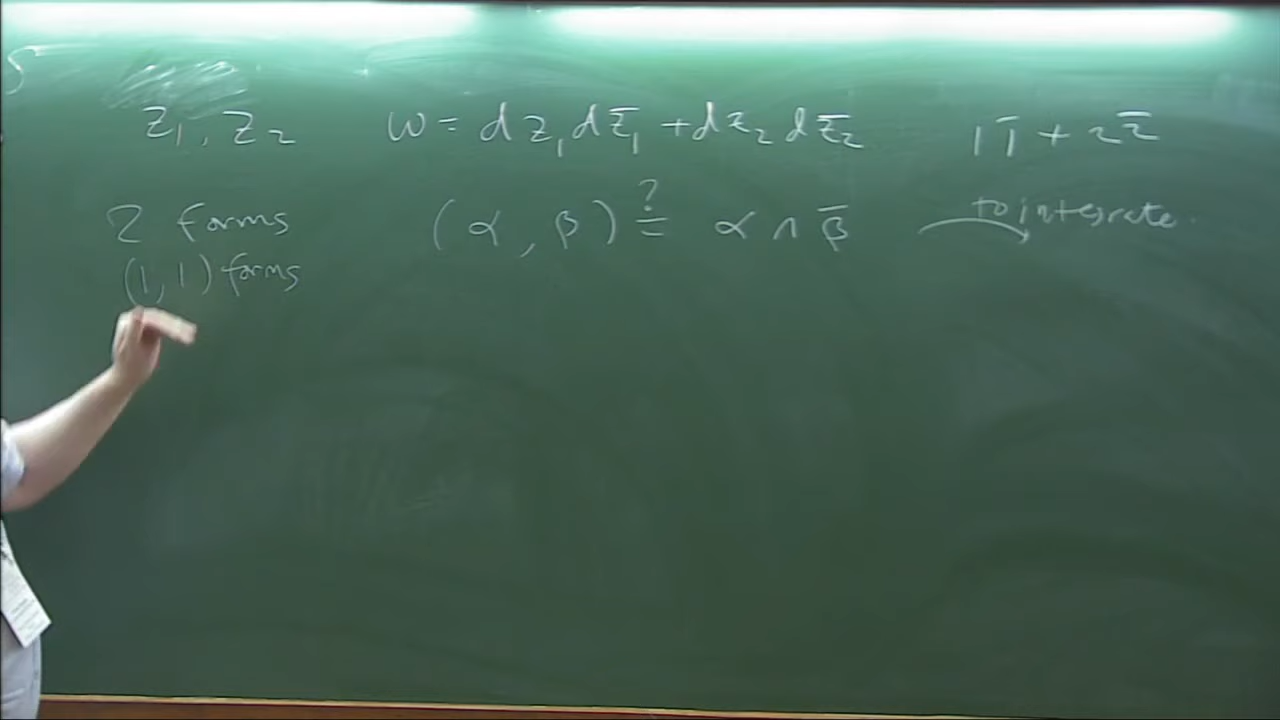 z₁, z₂ ω = dz₁dz̄₁ + dz₂dz̄₂ 1 1̄ + 2 2̄
2 forms (α, β) ≟ α ∧ β̄ to integrate.
(1,1) forms